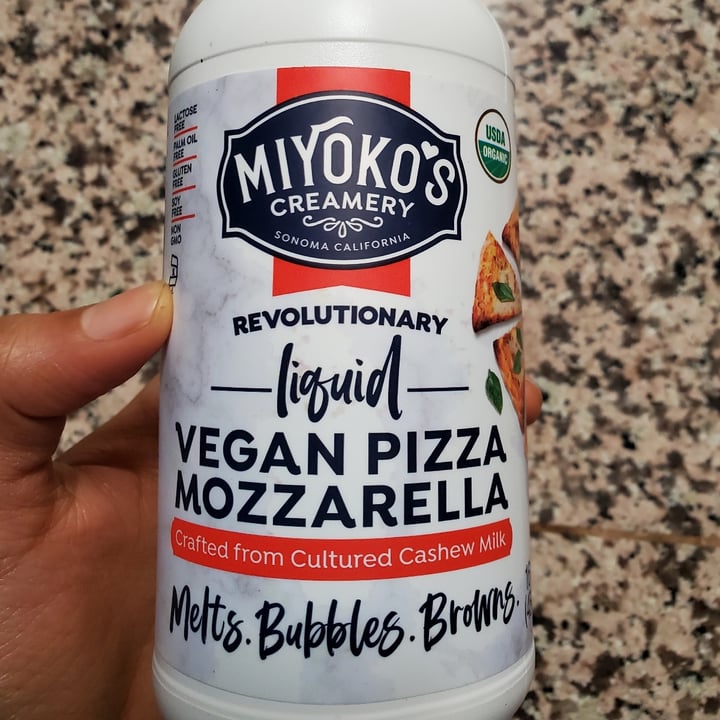 LACTOSE
FREE
PALM OIL
FREE
GLUTEN
FREE
SOY
FREE
NON
GMO
MIYOKO'S
CREAMERY
SONOMA CALIFORNIA
USDA
ORGANIC
REVOLUTIONARY
liquid
VEGAN PIZZA
MOZZARELLA
Crafted from Cultured Cashew Milk
Melts. Bubbles. Browns.